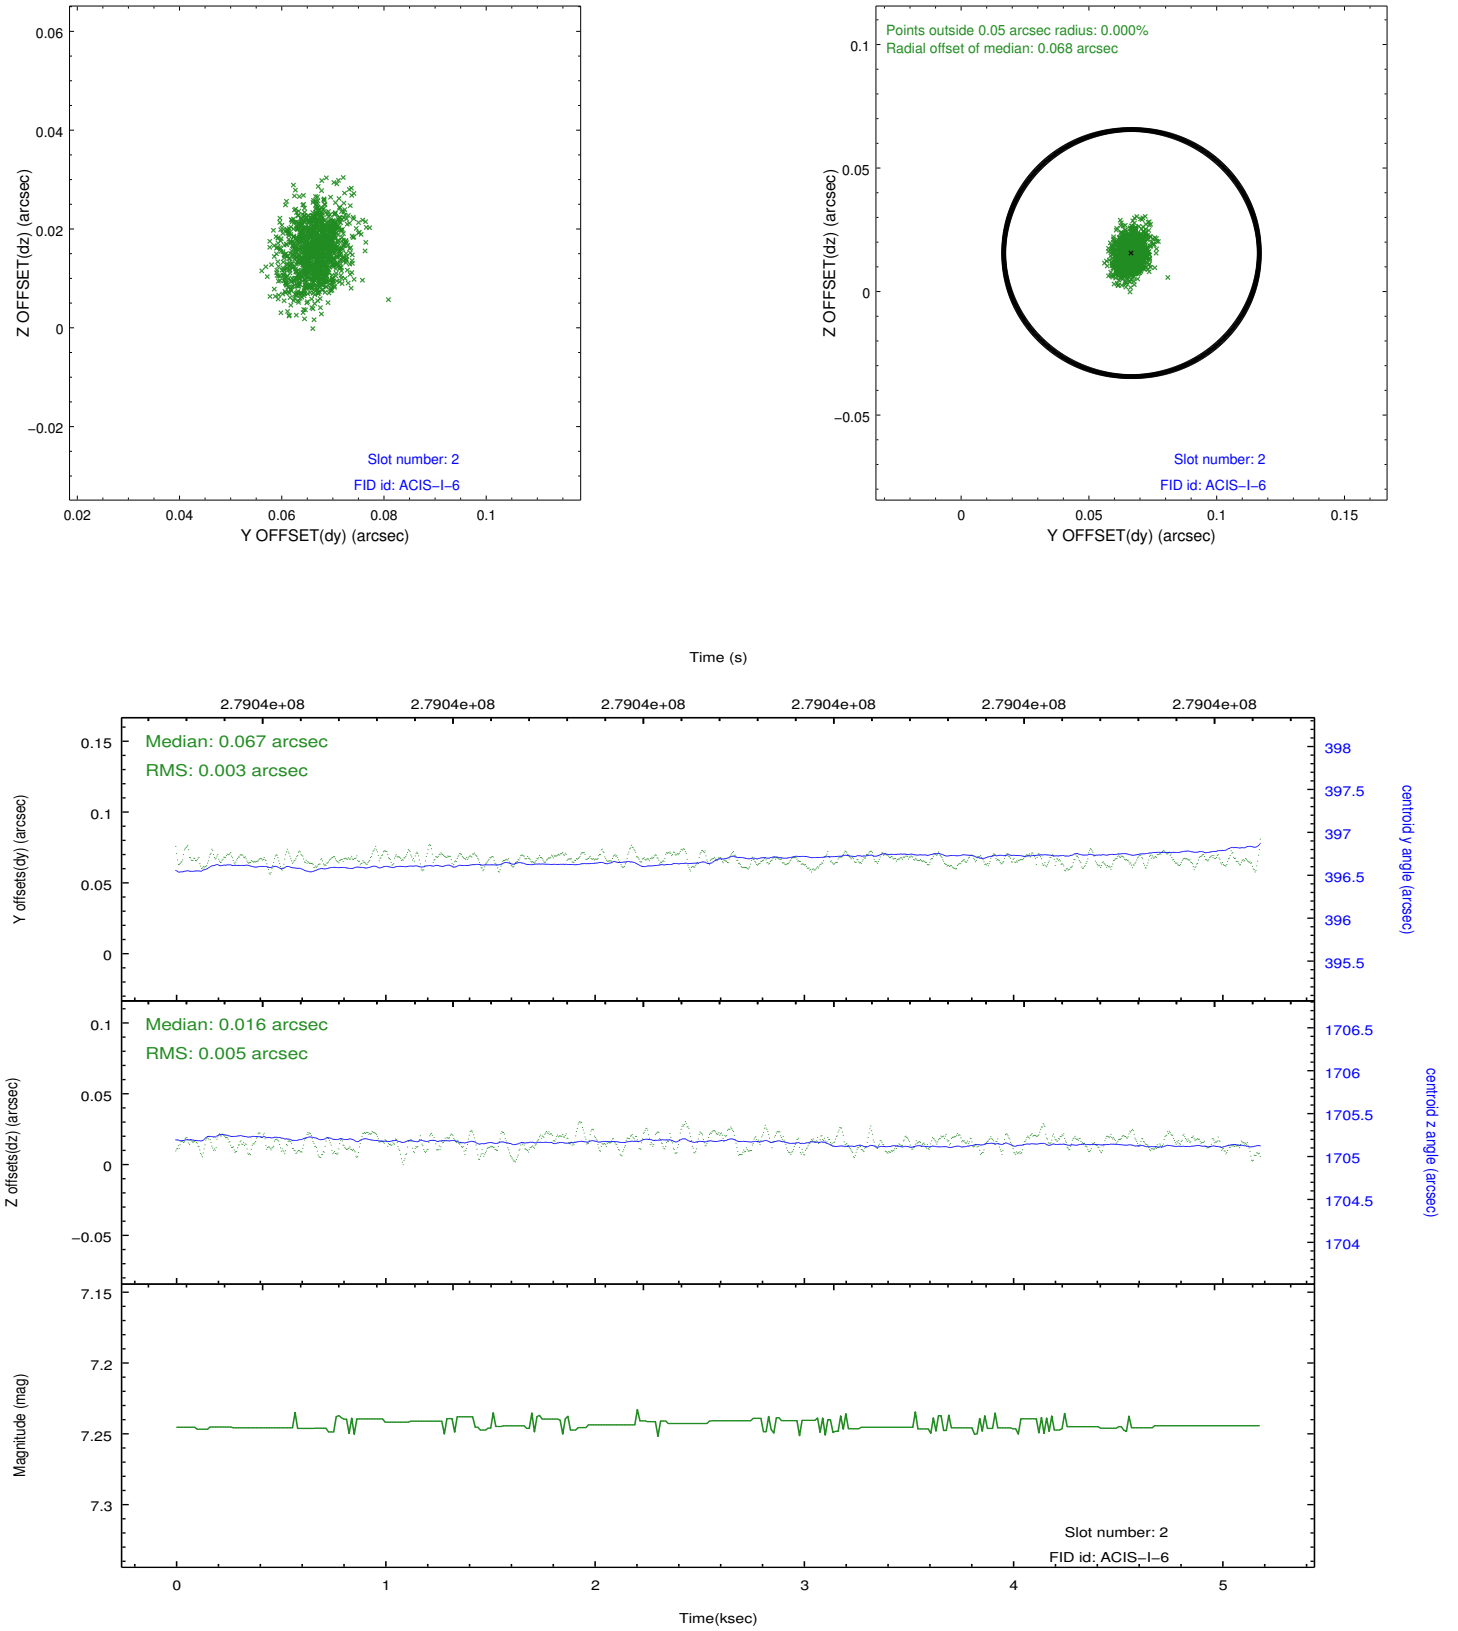 0.06
0.04
0.02
0
−0.02
Z OFFSET(dz) (arcsec)
Slot number: 2
FID id: ACIS−I−6
0.02 0.04 0.06 0.08 0.1
Y OFFSET(dy) (arcsec)
Points outside 0.05 arcsec radius: 0.000%
Radial offset of median: 0.068 arcsec
0.1
0.05
0
−0.05
Z OFFSET(dz) (arcsec)
Slot number: 2
FID id: ACIS−I−6
0 0.05 0.1 0.15
Y OFFSET(dy) (arcsec)
Time (s)
2.7904e+08 2.7904e+08 2.7904e+08 2.7904e+08 2.7904e+08 2.7904e+08
Median: 0.067 arcsec
RMS: 0.003 arcsec
0.15
0.1
0.05
0
Y offsets(dy) (arcsec)
398
397.5
397
396.5
396
395.5
centroid y angle (arcsec)
Median: 0.016 arcsec
RMS: 0.005 arcsec
0.1
0.05
0
−0.05
Z offsets(dz) (arcsec)
1706.5
1706
1705.5
1705
1704.5
1704
centroid z angle (arcsec)
7.15
7.2
7.25
7.3
Magnitude (mag)
Slot number: 2
FID id: ACIS−I−6
0 1 2 3 4 5
Time(ksec)